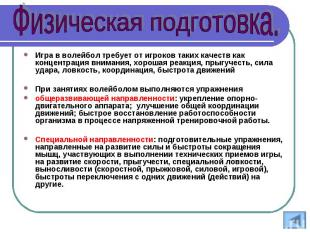 Физическая подготовка.
Игра в волейбол требует от игроков таких качеств как
концентрация внимания, хорошая реакция, прыгучесть, сила
удара, ловкость, координация, быстрота движений
При занятиях волейболом выполняются упражнения
общеразвивающей направленности: укрепление опорно-
двигательного аппарата; улучшение общей координации
движений; быстрое восстановление работоспособности
организма в процессе напряженной тренировочной работы.
Специальной направленности: подготовительные упражнения,
направленные на развитие силы и быстроты сокращения
мышц, участвующих в выполнении технических приемов игры,
на развитие скорости, прыгучести, специальной ловкости,
выносливости (скоростной, прыжковой, силовой, игровой),
быстроты переключения с одних движений (действий) на
другие.